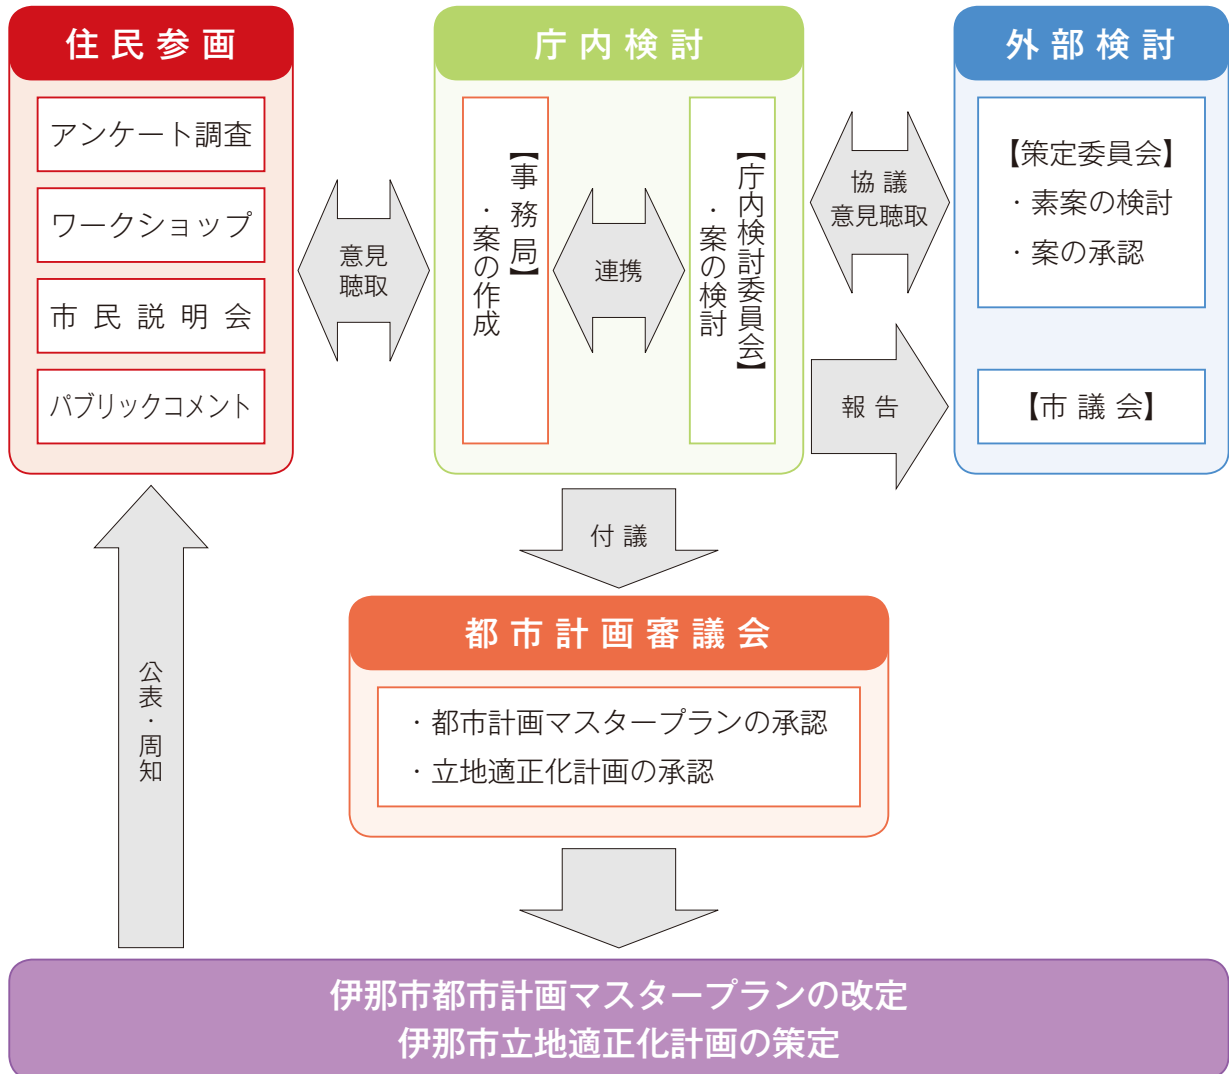 住民参画
アンケート調査
ワークショップ
市民説明会
パブリックコメント
意見
聴取
庁内検討
【事務局】
・案の作成
連携
【庁内検討委員会】
・案の検討
協議
意見聴取
報告
外部検討
【策定委員会】
・素案の検討
・案の承認
【市議会】
付議
都市計画審議会
・都市計画マスタープランの承認
・立地適正化計画の承認
公表・周知
伊那市都市計画マスタープランの改定
伊那市立地適正化計画の策定